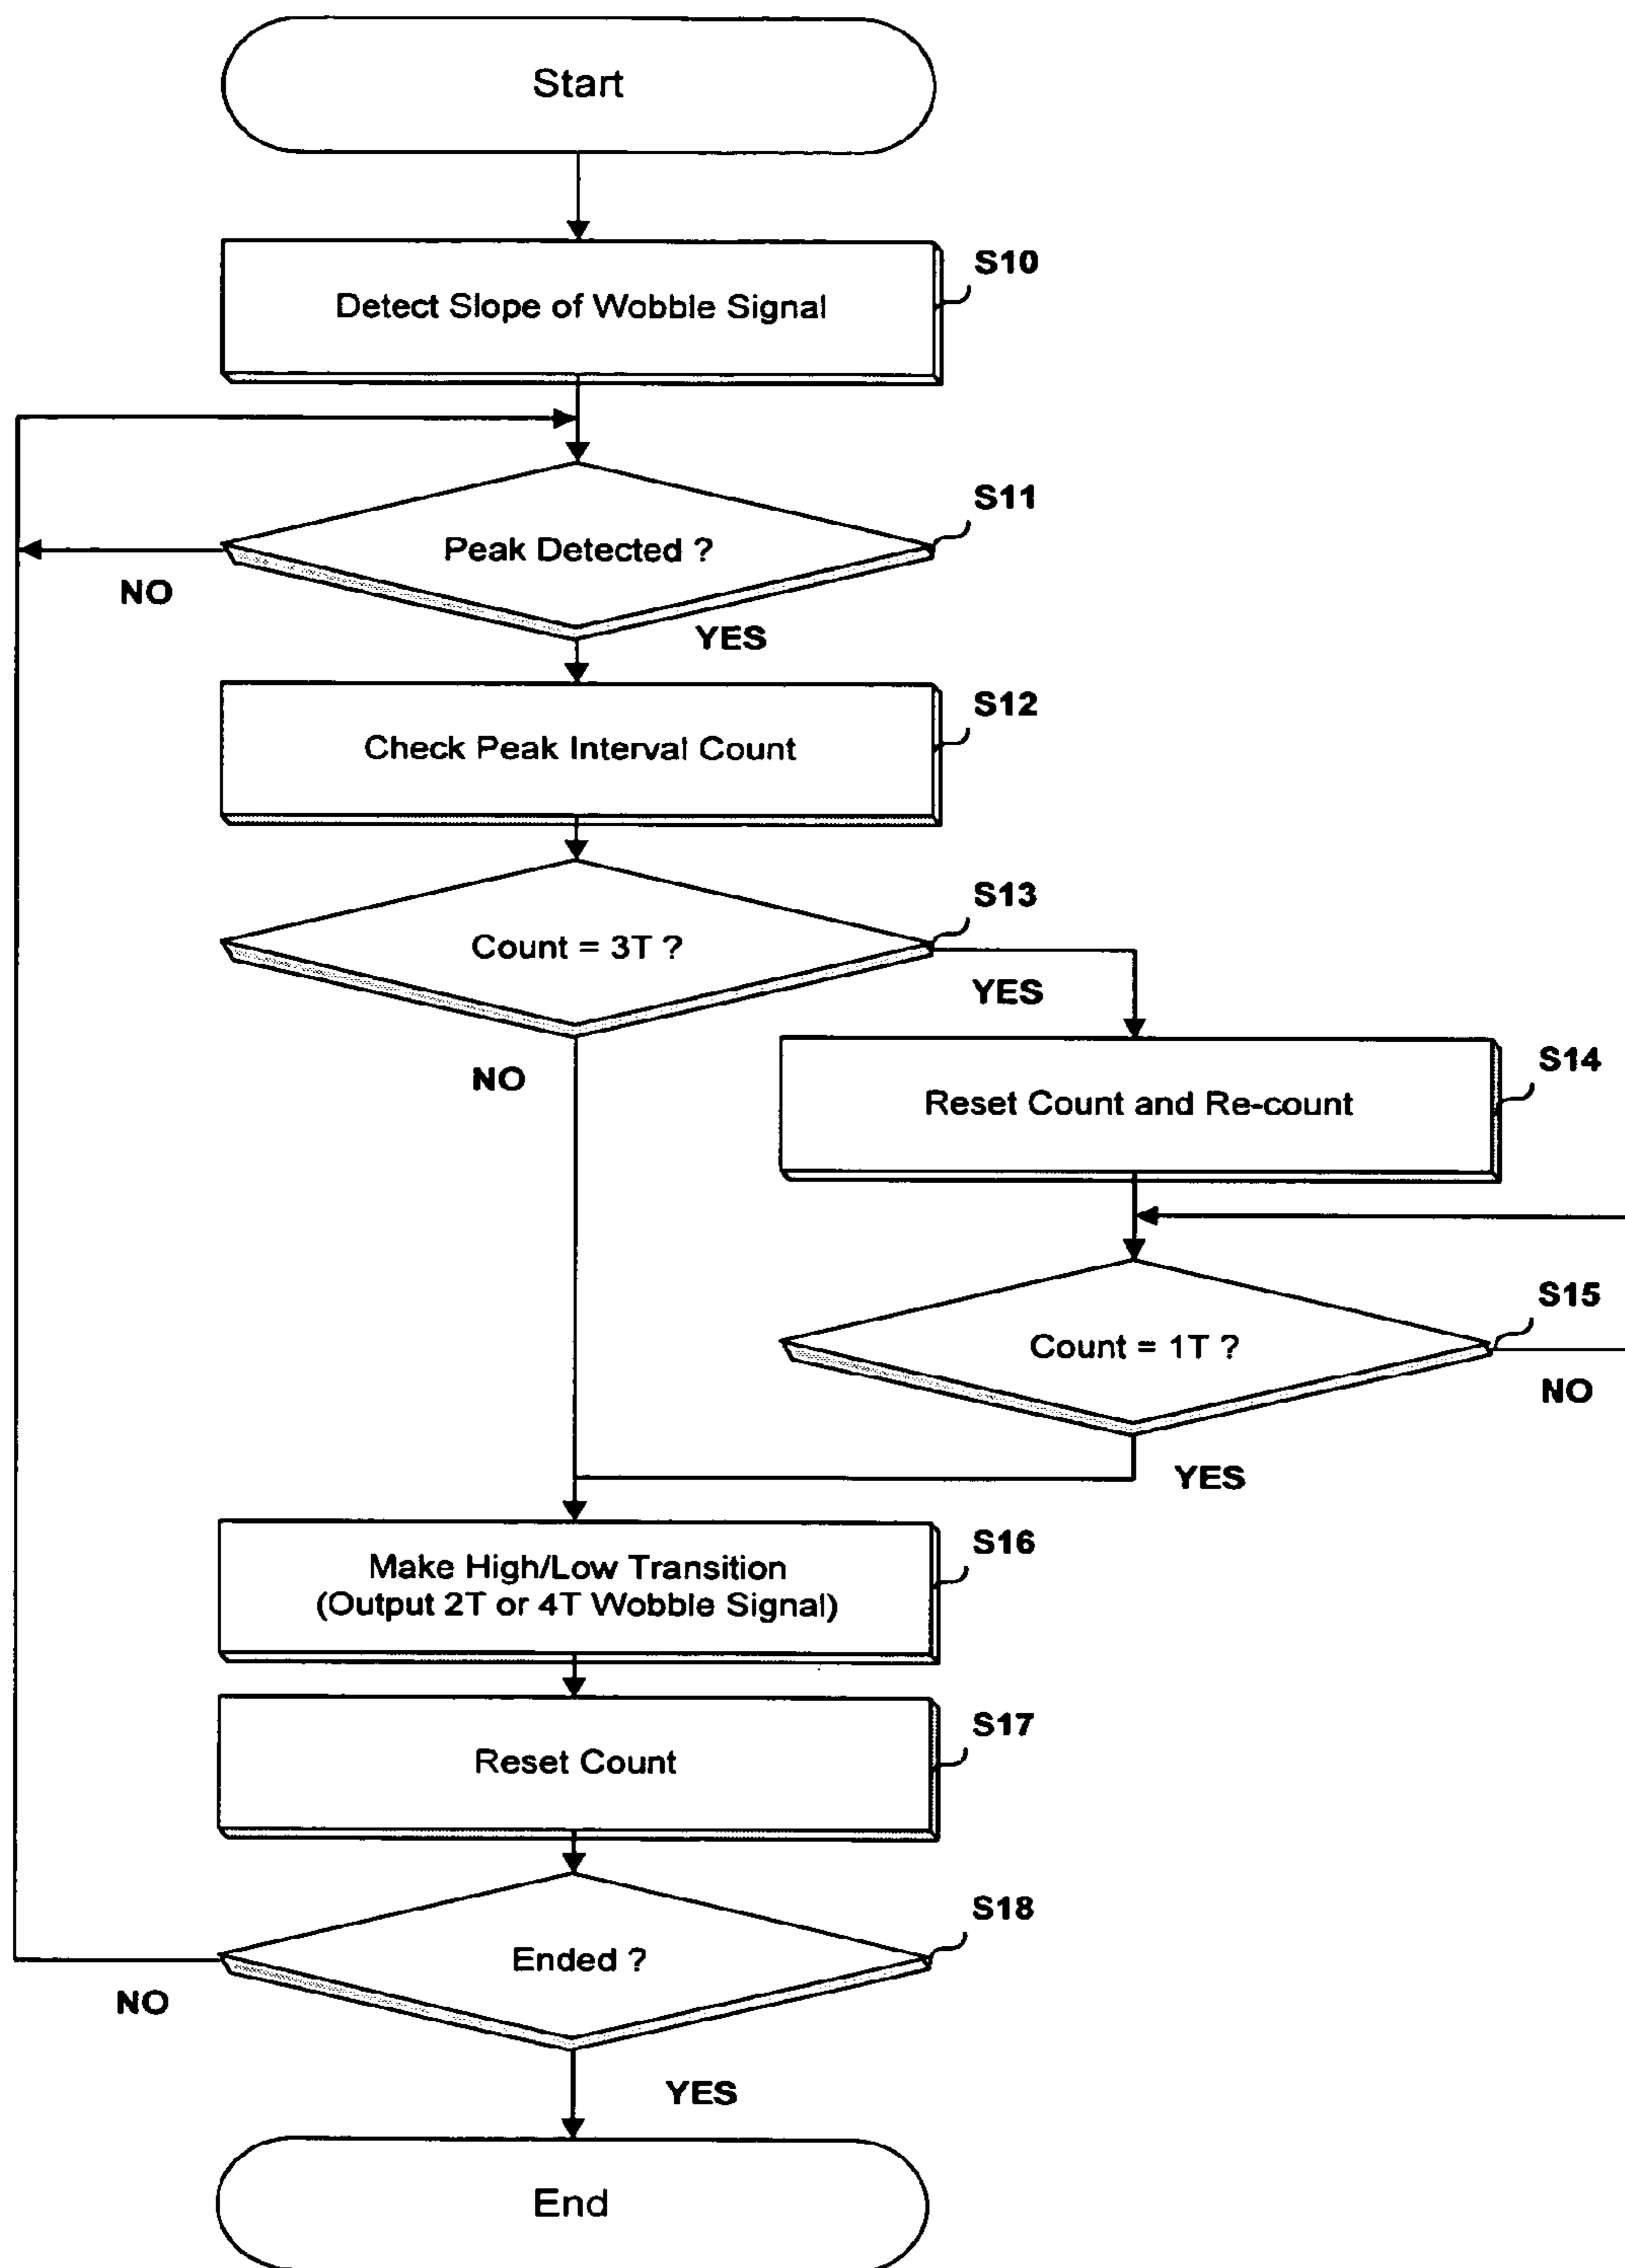 Start
S10
Detect Slope of Wobble Signal
S11
Peak Detected ?
NO
YES
S12
Check Peak Interval Count
S13
Count = 3T ?
YES
NO
S14
Reset Count and Re-count
S15
Count = 1T ?
NO
YES
S16
Make High/Low Transition
(Output 2T or 4T Wobble Signal)
S17
Reset Count
S18
Ended ?
NO
YES
End